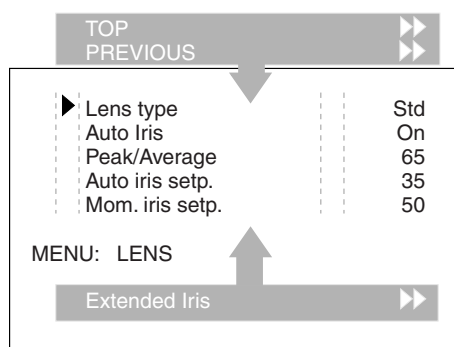 TOP
PREVIOUS
Lens type Std
Auto Iris On
Peak/Average 65
Auto iris setp. 35
Mom. iris setp. 50
MENU: LENS
Extended Iris